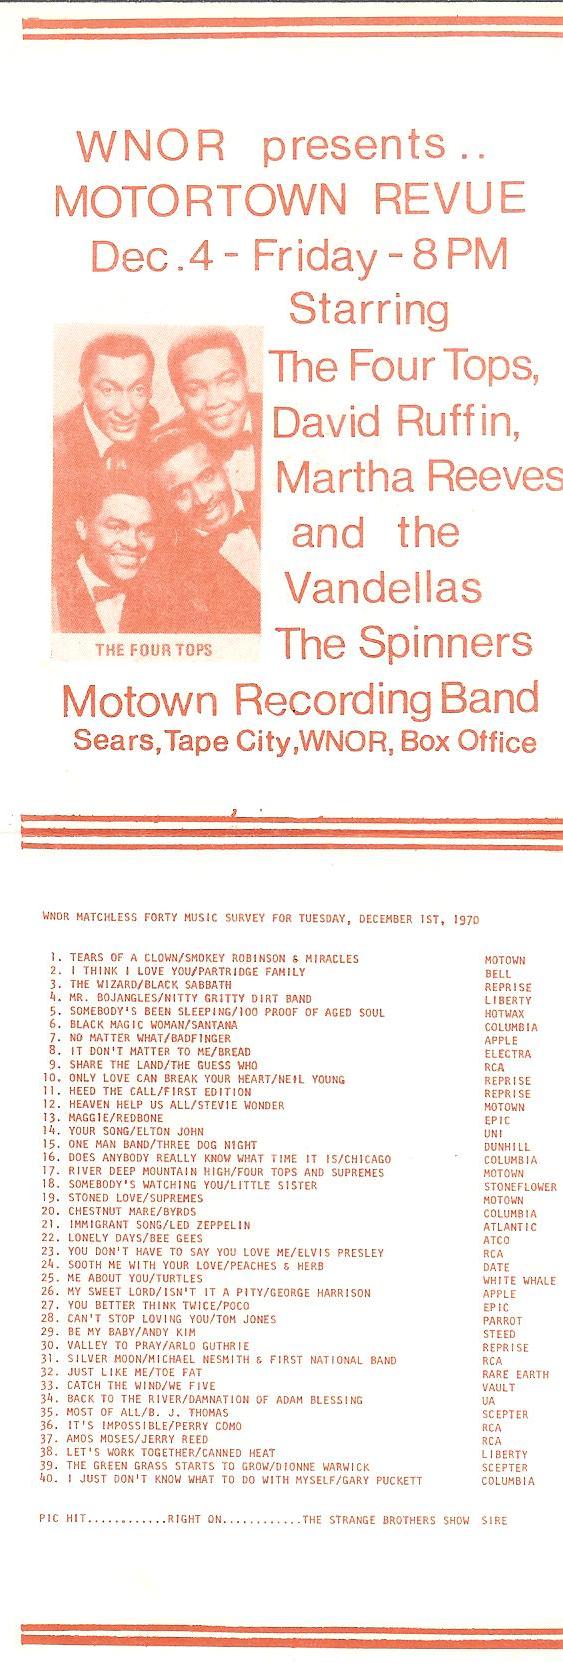 WNOR presents ..
MOTORTOWN REVUE
Dec.4 - Friday - 8 PM
Starring
The Four Tops,
David Ruffin,
Martha Reeves
and the
Vandellas
The Spinners
THE FOUR TOPS
Motown Recording Band
Sears, Tape City, WNOR, Box Office
WNOR MATCHLESS FORTY MUSIC SURVEY FOR TUESDAY, DECEMBER 1ST, 1970
1. TEARS OF A CLOWN/SMOKEY ROBINSON & MIRACLES MOTOWN
2. I THINK I LOVE YOU/PARTRIDGE FAMILY BELL
3. THE WIZARD/BLACK SABBATH REPRISE
4. MR. BOJANGLES/NITTY GRITTY DIRT BAND LIBERTY
5. SOMEBODY'S BEEN SLEEPING/100 PROOF OF AGED SOUL HOTWAX
6. BLACK MAGIC WOMAN/SANTANA COLUMBIA
7. NO MATTER WHAT/BADFINGER APPLE
8. IT DON'T MATTER TO ME/BREAD ELECTRA
9. SHARE THE LAND/THE GUESS WHO RCA
10. ONLY LOVE CAN BREAK YOUR HEART/NEIL YOUNG REPRISE
11. HEED THE CALL/FIRST EDITION REPRISE
12. HEAVEN HELP US ALL/STEVIE WONDER MOTOWN
13. MAGGIE/REDBONE EPIC
14. YOUR SONG/ELTON JOHN UNI
15. ONE MAN BAND/THREE DOG NIGHT DUNHILL
16. DOES ANYBODY REALLY KNOW WHAT TIME IT IS/CHICAGO COLUMBIA
17. RIVER DEEP MOUNTAIN HIGH/FOUR TOPS AND SUPREMES MOTOWN
18. SOMEBODY'S WATCHING YOU/LITTLE SISTER STONEFLOWER
19. STONED LOVE/SUPREMES MOTOWN
20. CHESTNUT MARE/BYRDS COLUMBIA
21. IMMIGRANT SONG/LED ZEPPELIN ATLANTIC
22. LONELY DAYS/BEE GEES ATCO
23. YOU DON'T HAVE TO SAY YOU LOVE ME/ELVIS PRESLEY RCA
24. SOOTH ME WITH YOUR LOVE/PEACHES & HERB DATE
25. ME ABOUT YOU/TURTLES WHITE WHALE
26. MY SWEET LORD/ISN'T IT A PITY/GEORGE HARRISON APPLE
27. YOU BETTER THINK TWICE/POCO EPIC
28. CAN'T STOP LOVING YOU/TOM JONES PARROT
29. BE MY BABY/ANDY KIM STEED
30. VALLEY TO PRAY/ARLO GUTHRIE REPRISE
31. SILVER MOON/MICHAEL NESMITH & FIRST NATIONAL BAND RCA
32. JUST LIKE ME/TOE FAT RARE EARTH
33. CATCH THE WIND/WE FIVE VAULT
34. BACK TO THE RIVER/DAMNATION OF ADAM BLESSING UA
35. MOST OF ALL/B. J. THOMAS SCEPTER
36. IT'S IMPOSSIBLE/PERRY COMO RCA
37. AMOS MOSES/JERRY REED RCA
38. LET'S WORK TOGETHER/CANNED HEAT LIBERTY
39. THE GREEN GRASS STARTS TO GROW/DIONNE WARWICK SCEPTER
40. I JUST DON'T KNOW WHAT TO DO WITH MYSELF/GARY PUCKETT COLUMBIA
PIC HIT............RIGHT ON............THE STRANGE BROTHERS SHOW SIRE